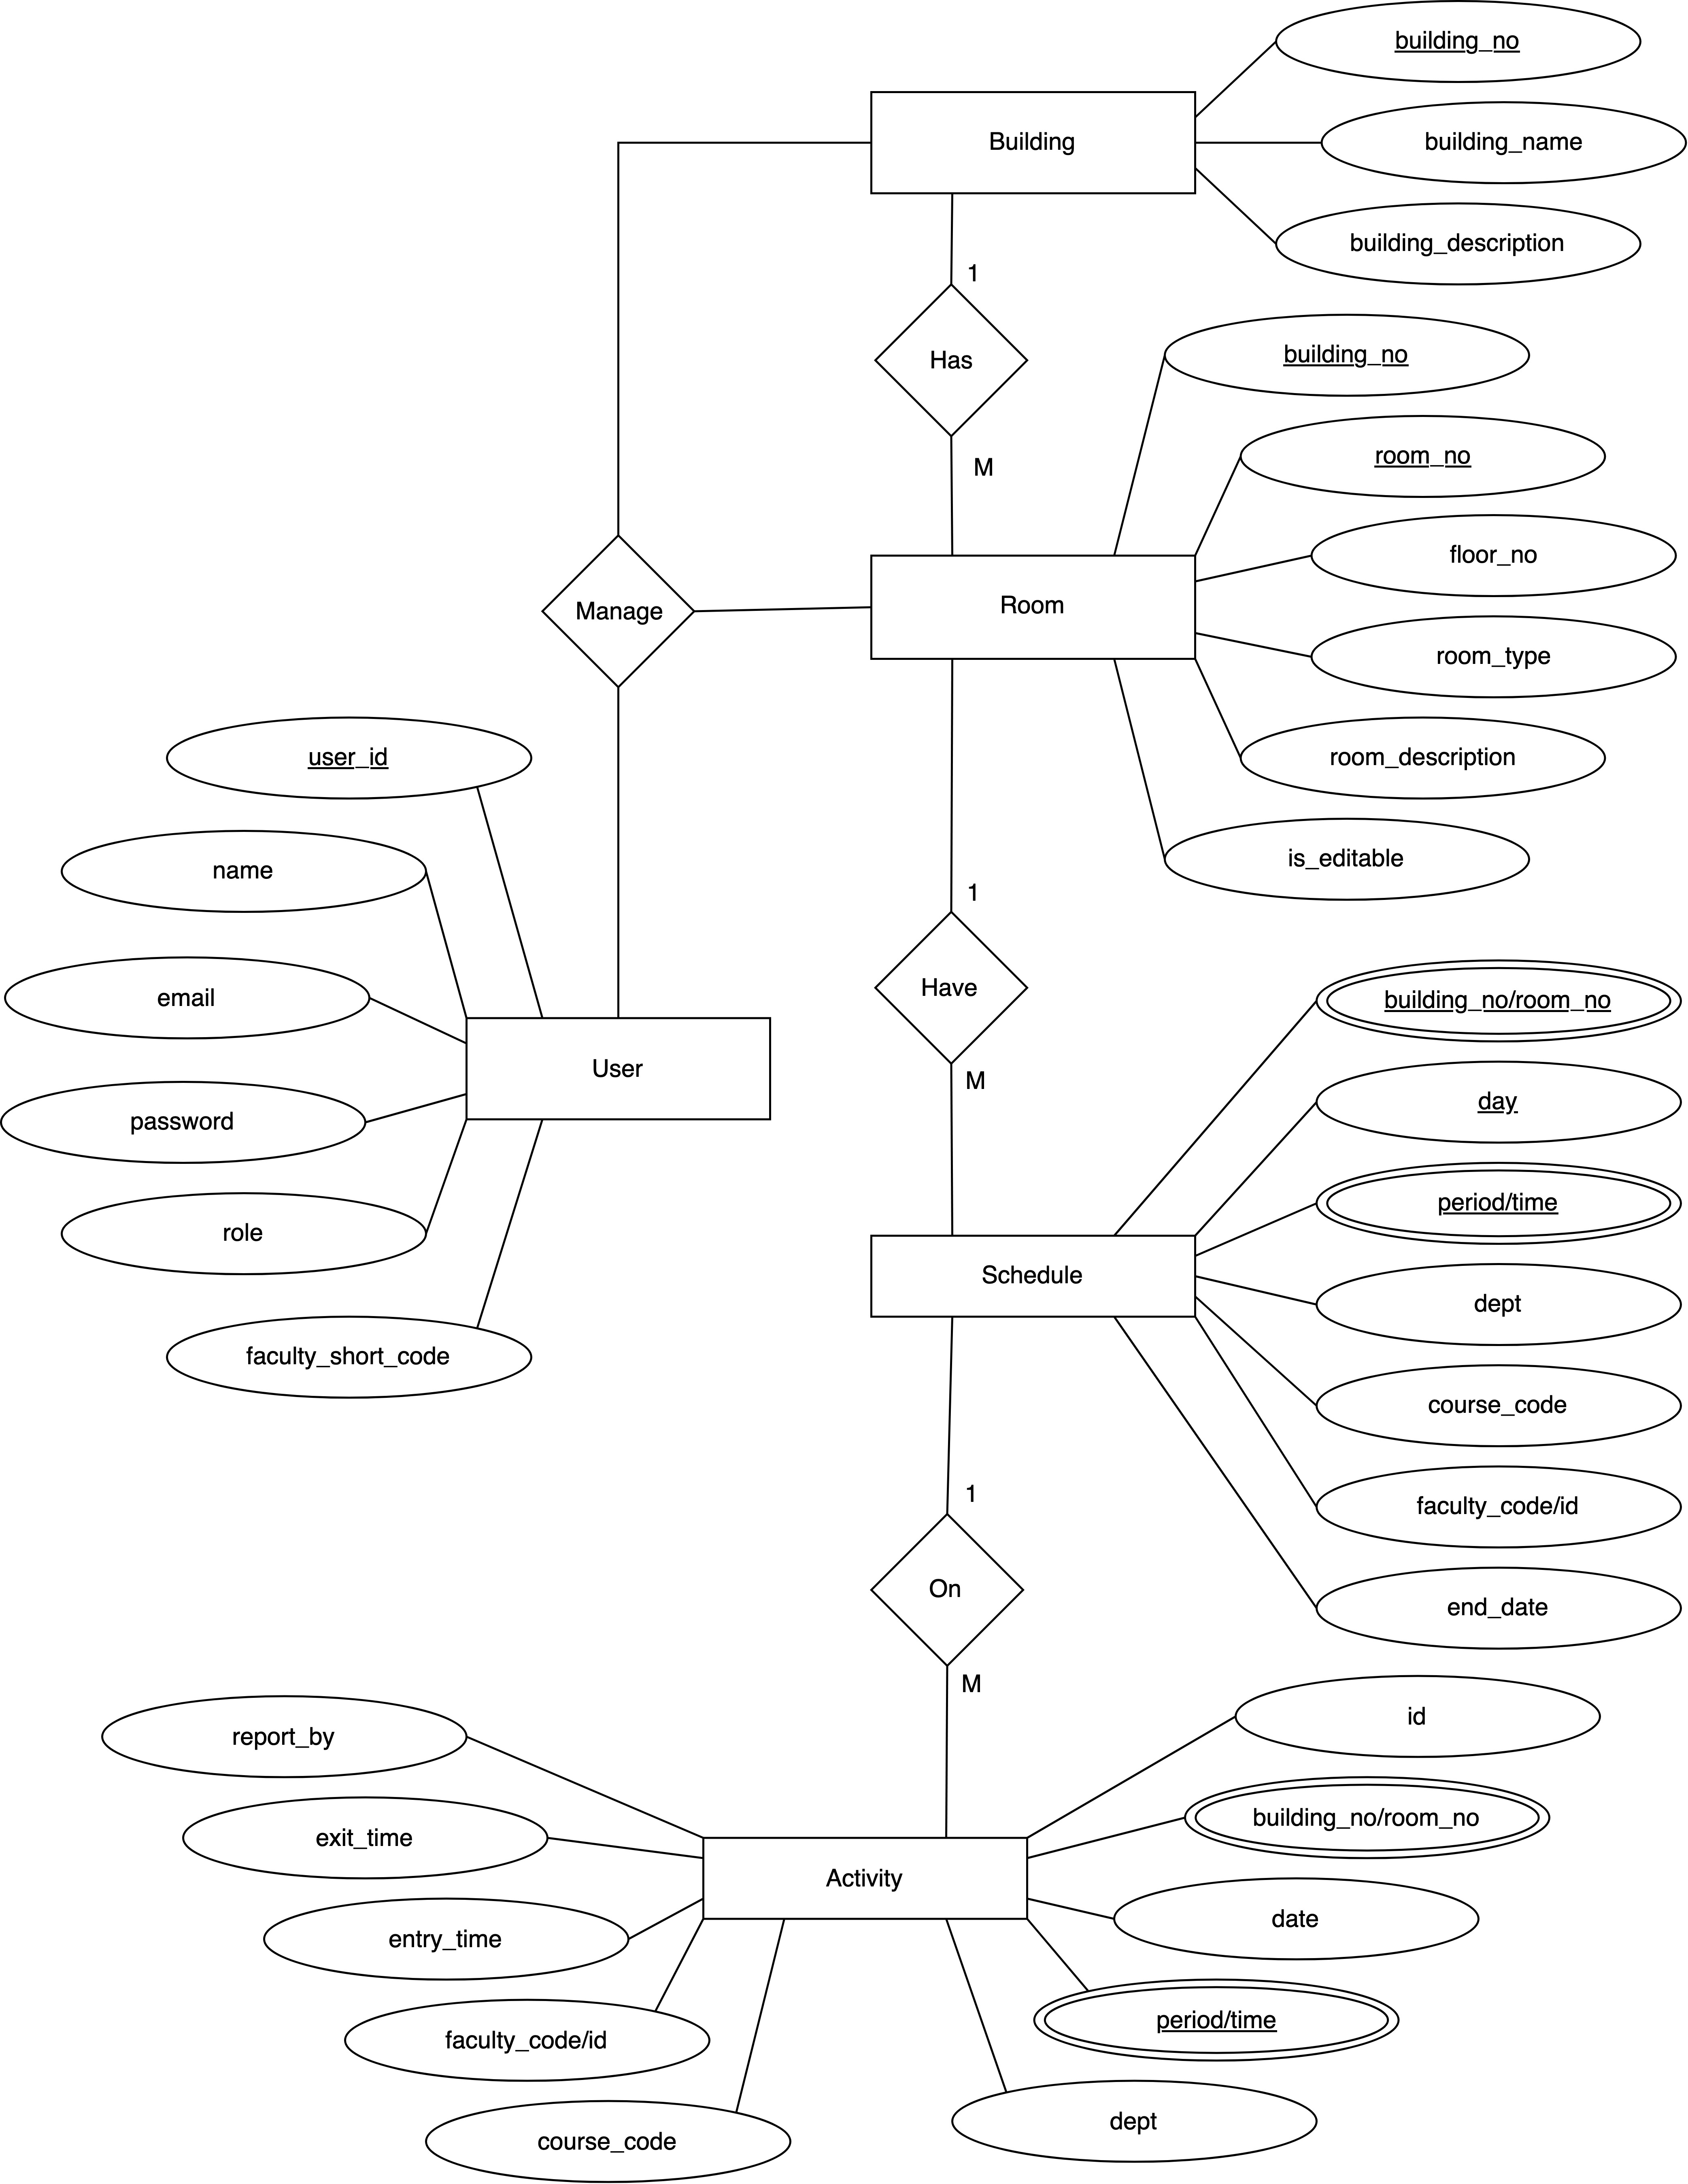 building_no
Building
building_name
building_description
1
Has
building_no
M
room_no
floor_no
Room
Manage
room_type
user_id
room_description
is_editable
name
1
Have
email
building_no/room_no
User
M
day
password
period/time
role
Schedule
dept
faculty_short_code
course_code
1
faculty_code/id
On
end_date
M
id
report_by
building_no/room_no
exit_time
Activity
date
entry_time
period/time
faculty_code/id
dept
course_code